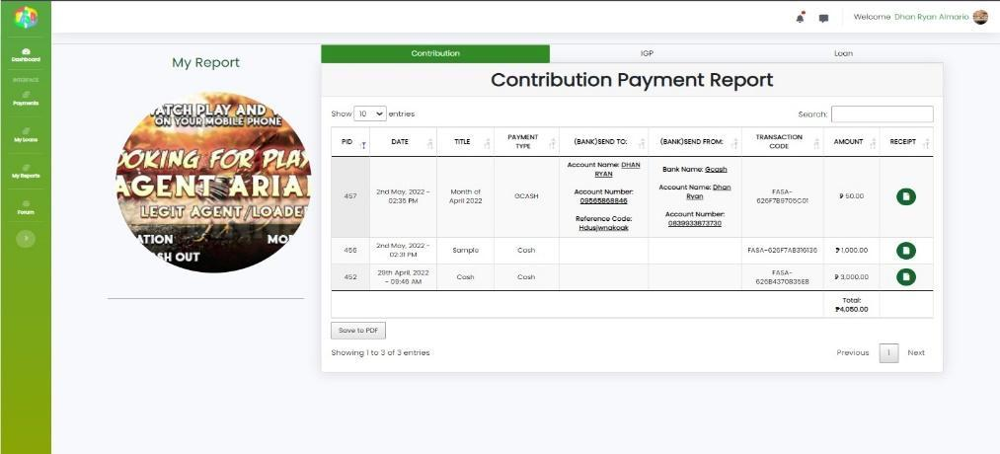 Welcome Dhan Ryan Almario
Dashboard
INTERFACE
Payments
My Loans
My Reports
Forum
My Report
ATCH PLAY AND
ON YOUR MOBILE PHONE
OOKING FOR PLAY
AGENT ARIA
LEGIT AGENT/LOADE
ATION
MO
SH OUT
Contribution
IGP
Loan
Contribution Payment Report
Show 10 entries
Search:
PID
DATE
TITLE
PAYMENT
TYPE
(BANK)SEND TO:
(BANK)SEND FROM:
TRANSACTION
CODE
AMOUNT
RECEIPT
457
2nd May, 2022 -
02:35 PM
Month of
April 2022
GCASH
Account Name: DHAN
RYAN
Account Number:
09565868846
Reference Code:
Hdusjwnakoak
Bank Name: Gcash
Account Name: Dhan
Ryan
Account Number:
0839933873730
FASA-
626F7B9705C01
₱ 50.00
456
2nd May, 2022 -
02:31 PM
Sample
Cash
FASA-626F7AB316136
₱ 1,000.00
452
29th April, 2022
- 09:46 AM
Cash
Cash
FASA-
626B4370835E8
₱ 3,000.00
Total:
₱4,050.00
Save to PDF
Showing 1 to 3 of 3 entries
Previous
1
Next